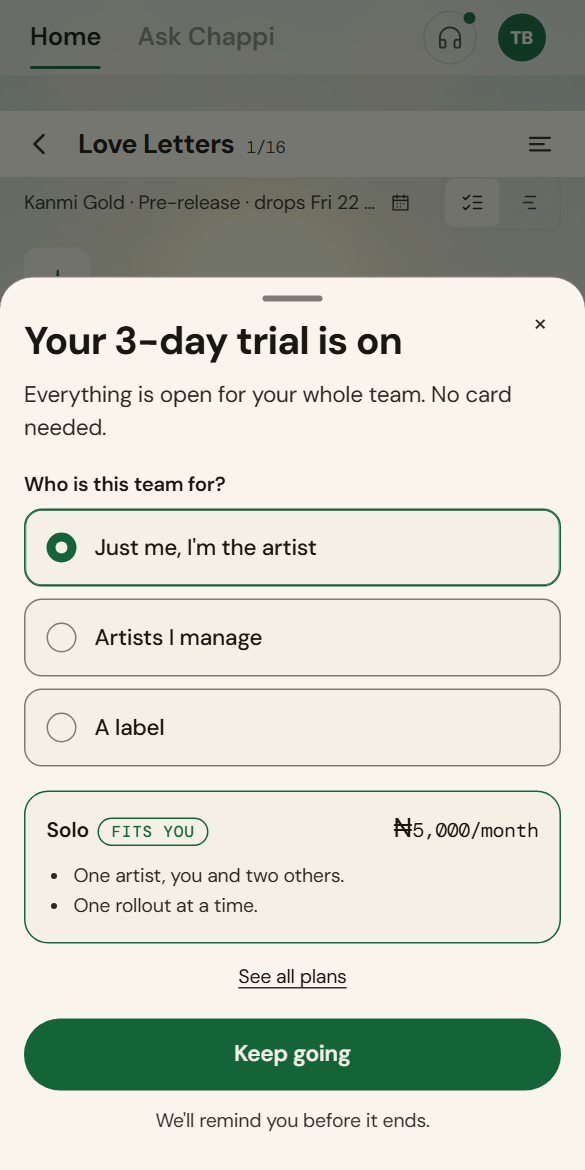 Home Ask Chappi TB
Love Letters 1/16
Kanmi Gold · Pre-release · drops Fri 22 ...
Your 3-day trial is on
×
Everything is open for your whole team. No card
needed.
Who is this team for?
Just me, I'm the artist
Artists I manage
A label
Solo FITS YOU ₦5,000/month
• One artist, you and two others.
• One rollout at a time.
See all plans
Keep going
We'll remind you before it ends.